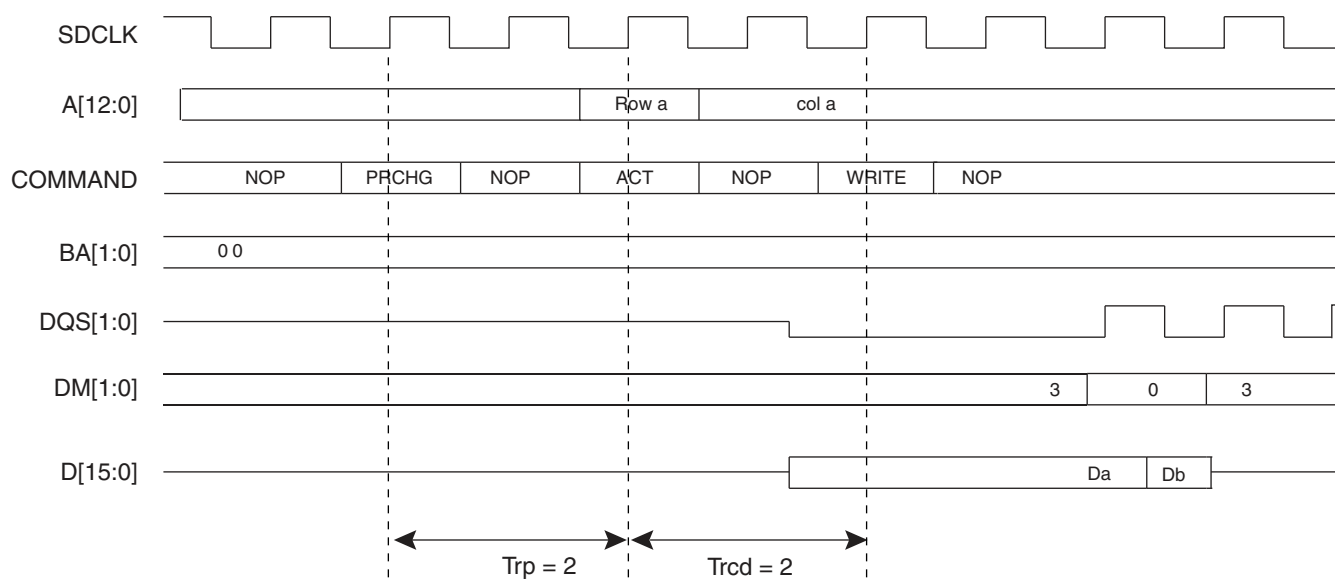 SDCLK
A[12:0] Row a col a
COMMAND NOP PRCHG NOP ACT NOP WRITE NOP
BA[1:0] 0 0
DQS[1:0]
DM[1:0] 3 0 3
D[15:0] Da Db
Trp = 2 Trcd = 2